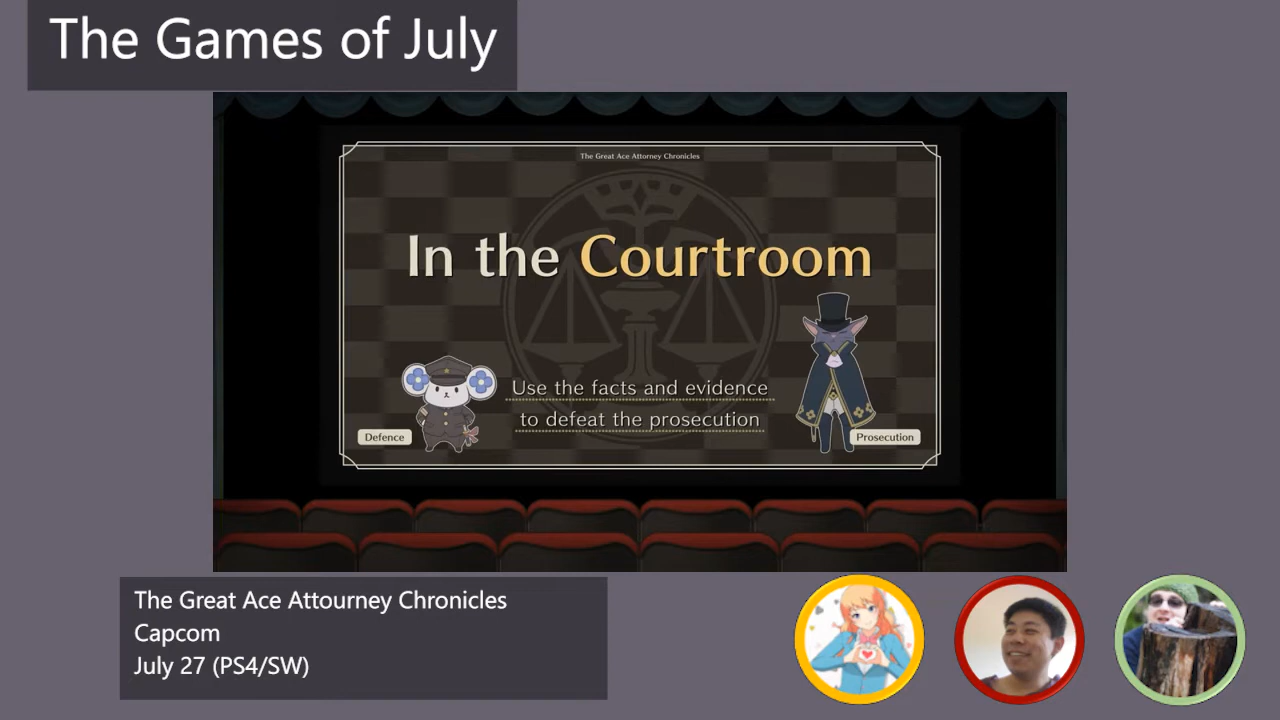 The Games of July
The Great Ace Attorney Chronicles
In the Courtroom
Use the facts and evidence
to defeat the prosecution
Defence
Prosecution
The Great Ace Attourney Chronicles
Capcom
July 27 (PS4/SW)